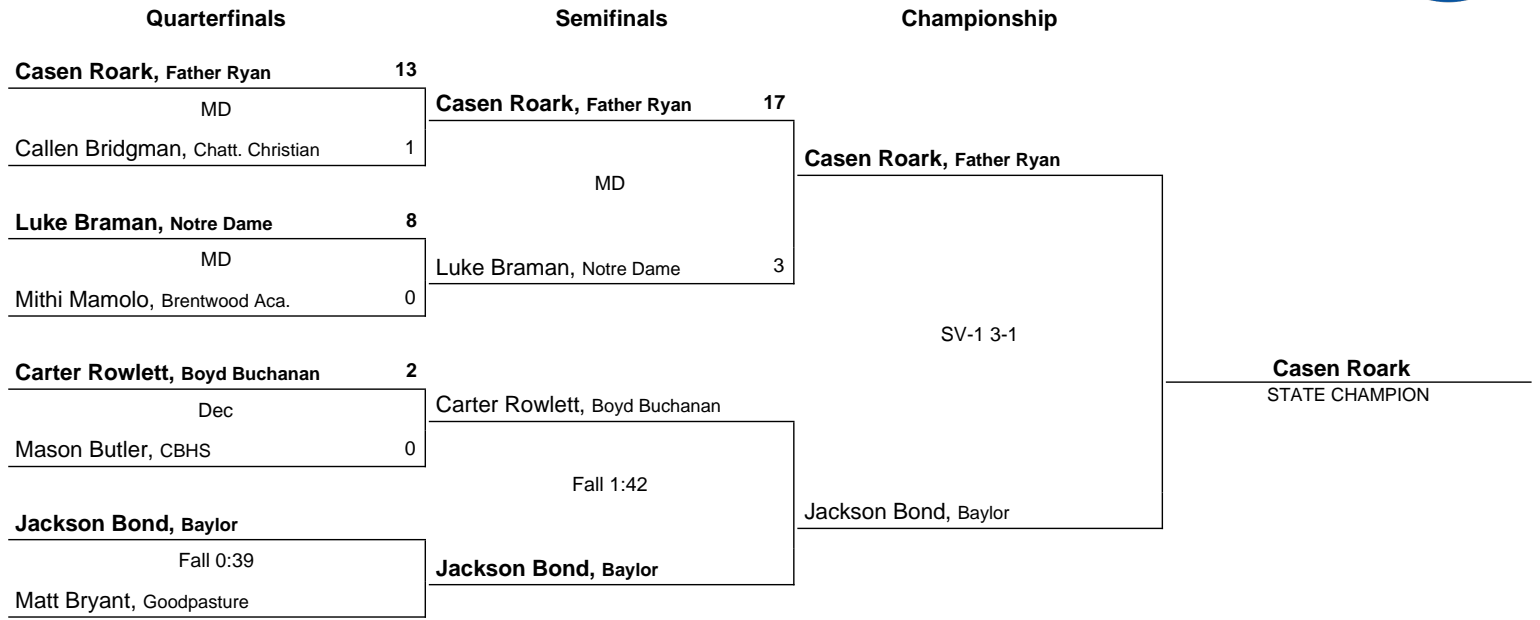 Quarterfinals Semifinals Championship
Casen Roark, Father Ryan 13
MD
Callen Bridgman, Chatt. Christian 1
Luke Braman, Notre Dame 8
MD
Mithi Mamolo, Brentwood Aca. 0
Carter Rowlett, Boyd Buchanan 2
Dec
Mason Butler, CBHS 0
Jackson Bond, Baylor
Fall 0:39
Matt Bryant, Goodpasture
Casen Roark, Father Ryan 17
MD
Luke Braman, Notre Dame 3
Carter Rowlett, Boyd Buchanan
Fall 1:42
Jackson Bond, Baylor
Casen Roark, Father Ryan
SV-1 3-1
Jackson Bond, Baylor
Casen Roark
STATE CHAMPION